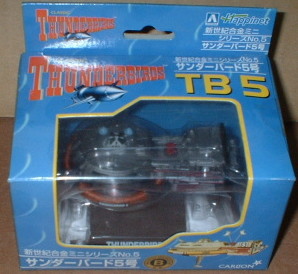 THUNDERBIRDS
Happinet
新世紀合金ミニ
シリーズNo.5
サンダーバード5号
THUNDERBIRDS
新世紀合金ミニシリーズNo.5
サンダーバード5号
TB 5
THUNDERBIRDS
新世紀合金ミニシリーズNo.5
サンダーバード5号
CARLTON